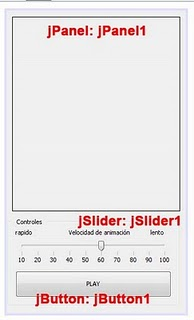 jPanel: jPanel1
Controles
jSlider: jSlider1
rapido Velocidad de animación lento
10 20 30 40 50 60 70 80 90 100
PLAY
jButton: jButton1